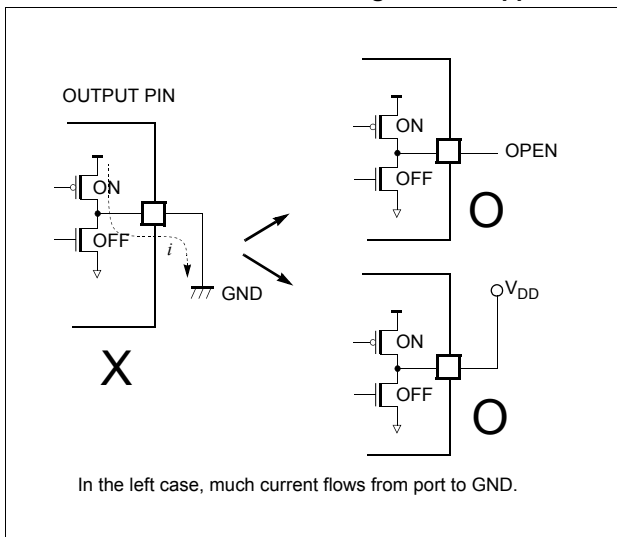 OUTPUT PIN
ON
OFF
i
GND
X
ON
OFF
OPEN
O
ON
OFF
VDD
O
In the left case, much current flows from port to GND.